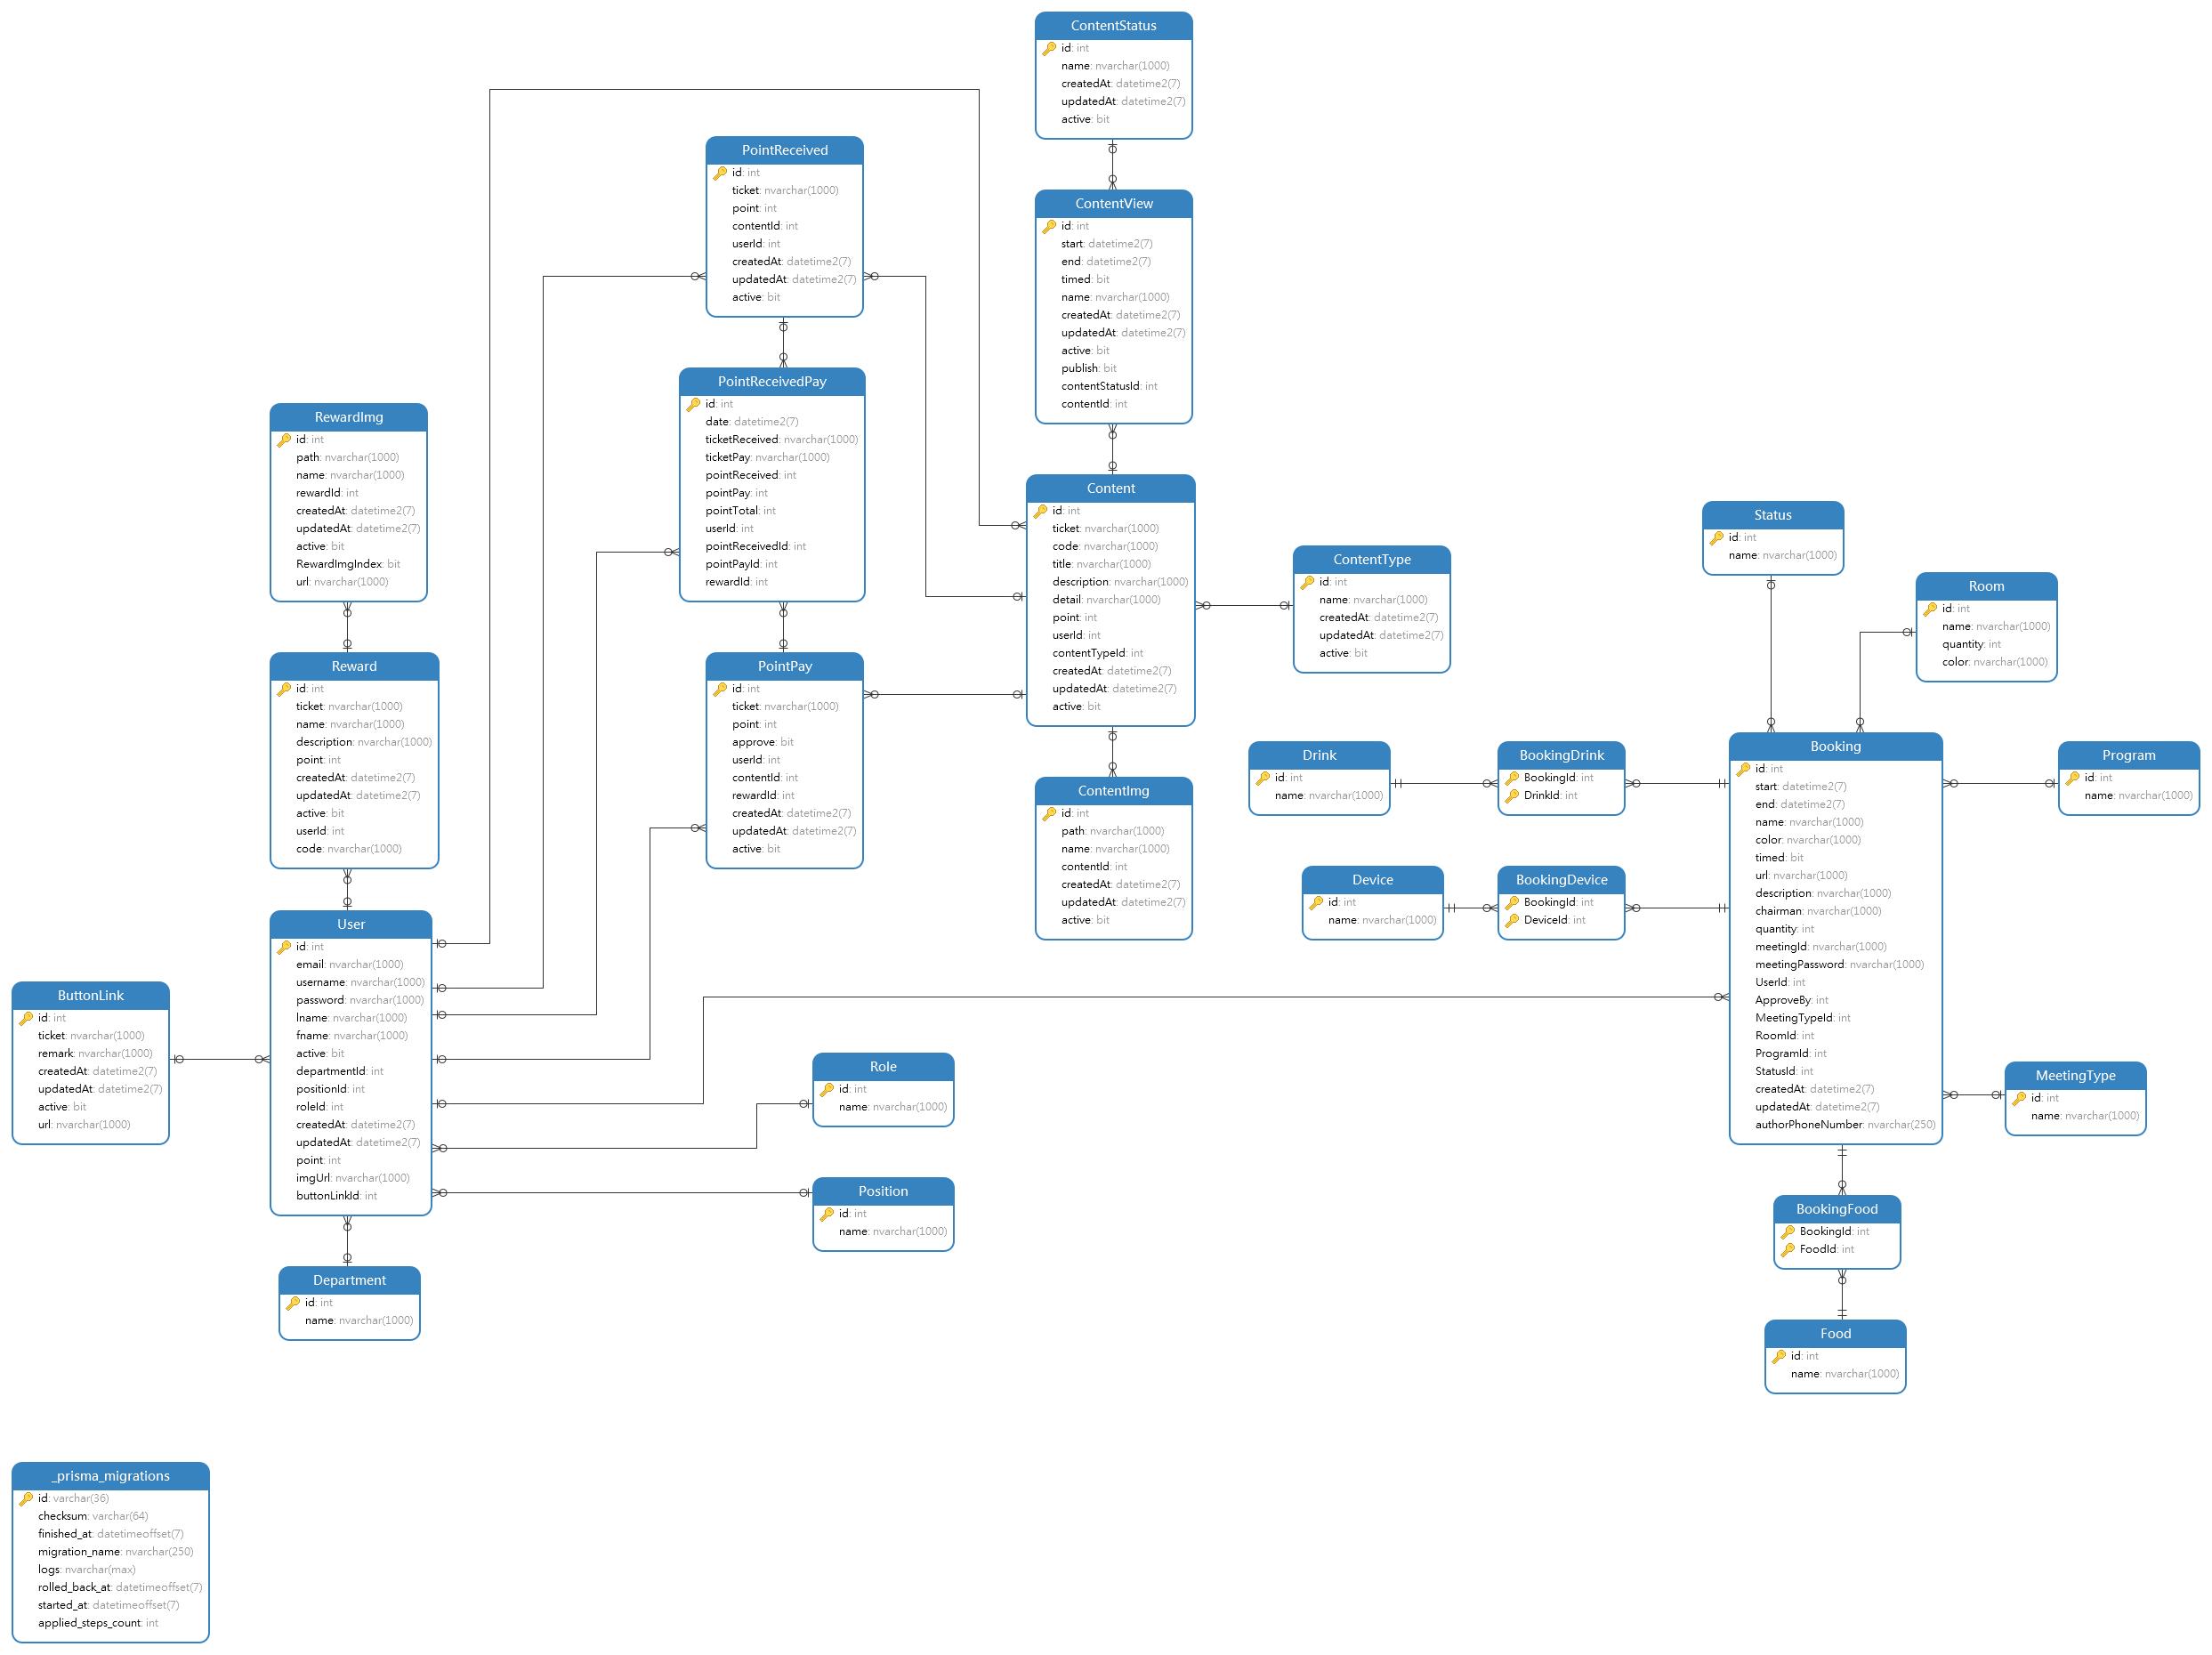 ContentStatus
id: int
name: nvarchar(1000)
createdAt: datetime2(7)
updatedAt: datetime2(7)
active: bit
PointReceived
id: int
ticket: nvarchar(1000)
point: int
contentId: int
userId: int
createdAt: datetime2(7)
updatedAt: datetime2(7)
active: bit
ContentView
id: int
start: datetime2(7)
end: datetime2(7)
timed: bit
name: nvarchar(1000)
createdAt: datetime2(7)
updatedAt: datetime2(7)
active: bit
publish: bit
contentStatusId: int
contentId: int
PointReceivedPay
id: int
date: datetime2(7)
ticketReceived: nvarchar(1000)
ticketPay: nvarchar(1000)
pointReceived: int
pointPay: int
pointTotal: int
userId: int
pointReceivedId: int
pointPayId: int
rewardId: int
RewardImg
id: int
path: nvarchar(1000)
name: nvarchar(1000)
rewardId: int
createdAt: datetime2(7)
updatedAt: datetime2(7)
active: bit
RewardImgIndex: bit
url: nvarchar(1000)
Content
id: int
ticket: nvarchar(1000)
code: nvarchar(1000)
title: nvarchar(1000)
description: nvarchar(1000)
detail: nvarchar(1000)
point: int
userId: int
contentTypeId: int
createdAt: datetime2(7)
updatedAt: datetime2(7)
active: bit
ContentType
id: int
name: nvarchar(1000)
createdAt: datetime2(7)
updatedAt: datetime2(7)
active: bit
Status
id: int
name: nvarchar(1000)
Room
id: int
name: nvarchar(1000)
quantity: int
color: nvarchar(1000)
Reward
id: int
ticket: nvarchar(1000)
name: nvarchar(1000)
description: nvarchar(1000)
point: int
createdAt: datetime2(7)
updatedAt: datetime2(7)
active: bit
userId: int
code: nvarchar(1000)
PointPay
id: int
ticket: nvarchar(1000)
point: int
approve: bit
userId: int
contentId: int
rewardId: int
createdAt: datetime2(7)
updatedAt: datetime2(7)
active: bit
ContentImg
id: int
path: nvarchar(1000)
name: nvarchar(1000)
contentId: int
createdAt: datetime2(7)
updatedAt: datetime2(7)
active: bit
Drink
id: int
name: nvarchar(1000)
BookingDrink
BookingId: int
DrinkId: int
Booking
id: int
start: datetime2(7)
end: datetime2(7)
name: nvarchar(1000)
color: nvarchar(1000)
timed: bit
url: nvarchar(1000)
description: nvarchar(1000)
chairman: nvarchar(1000)
quantity: int
meetingId: nvarchar(1000)
meetingPassword: nvarchar(1000)
UserId: int
ApproveBy: int
MeetingTypeId: int
RoomId: int
ProgramId: int
StatusId: int
createdAt: datetime2(7)
updatedAt: datetime2(7)
authorPhoneNumber: nvarchar(250)
Program
id: int
name: nvarchar(1000)
Device
id: int
name: nvarchar(1000)
BookingDevice
BookingId: int
DeviceId: int
User
id: int
email: nvarchar(1000)
username: nvarchar(1000)
password: nvarchar(1000)
lname: nvarchar(1000)
fname: nvarchar(1000)
active: bit
departmentId: int
positionId: int
roleId: int
createdAt: datetime2(7)
updatedAt: datetime2(7)
point: int
imgUrl: nvarchar(1000)
buttonLinkId: int
ButtonLink
id: int
ticket: nvarchar(1000)
remark: nvarchar(1000)
createdAt: datetime2(7)
updatedAt: datetime2(7)
active: bit
url: nvarchar(1000)
Role
id: int
name: nvarchar(1000)
MeetingType
id: int
name: nvarchar(1000)
Position
id: int
name: nvarchar(1000)
BookingFood
BookingId: int
FoodId: int
Department
id: int
name: nvarchar(1000)
Food
id: int
name: nvarchar(1000)
_prisma_migrations
id: varchar(36)
checksum: varchar(64)
finished_at: datetimeoffset(7)
migration_name: nvarchar(250)
logs: nvarchar(max)
rolled_back_at: datetimeoffset(7)
started_at: datetimeoffset(7)
applied_steps_count: int